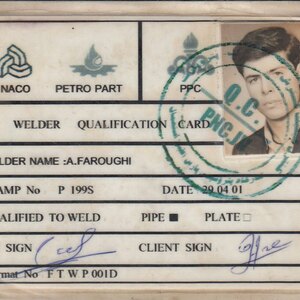 NACO PETRO PART PPC
WELDER QUALIFICATION CARD
LDER NAME :A.FAROUGHI
AMP No P 199S DATE 29 04 01
ALIFIED TO WELD PIPE ■ PLATE □
SIGN CLIENT SIGN
rmat No F T W P 001D
Q.C.
PNCJ